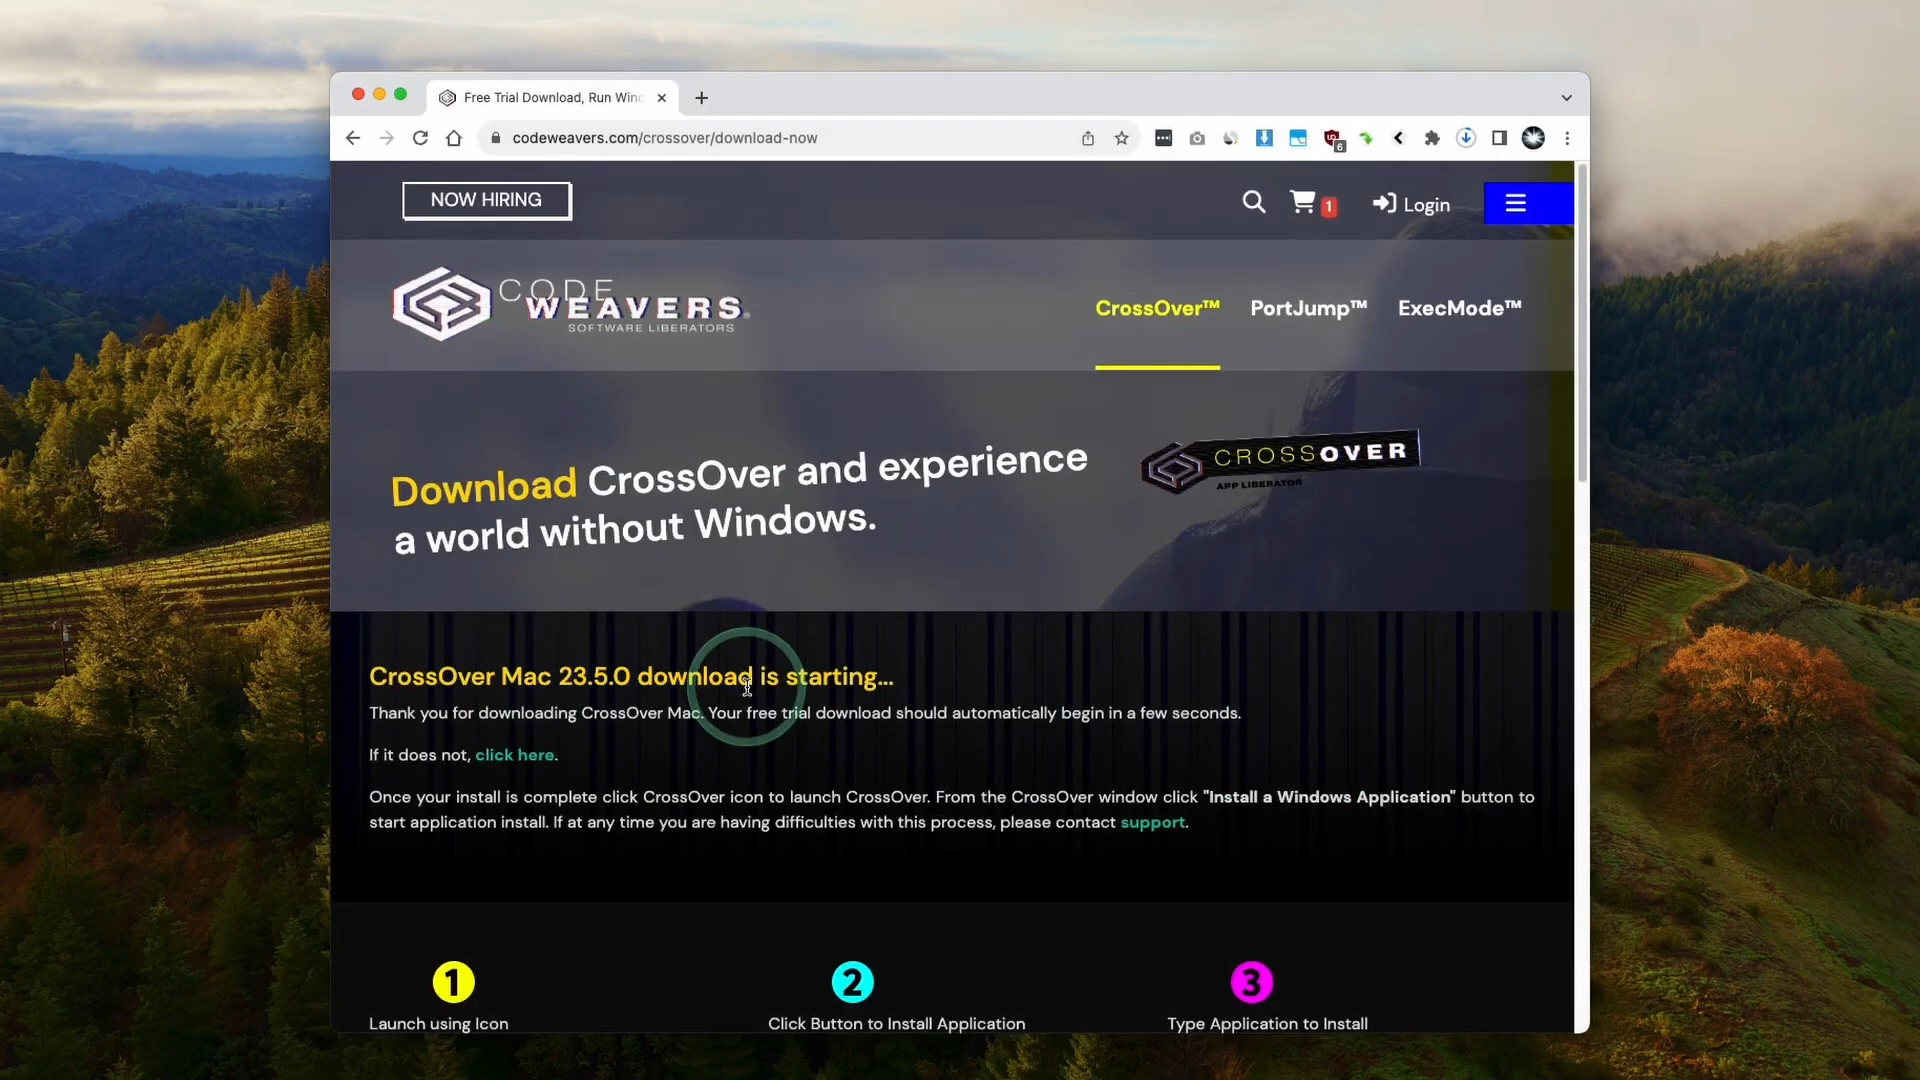 Free Trial Download, Run Winc
codeweavers.com/crossover/download-now
6
NOW HIRING
1
Login
CODE
WEAVERS
SOFTWARE LIBERATORS
CrossOver™
PortJump™
ExecMode™
Download CrossOver and experience
a world without Windows.
CROSSOVER
APP LIBERATOR
CrossOver Mac 23.5.0 download is starting...
Thank you for downloading CrossOver Mac. Your free trial download should automatically begin in a few seconds.
If it does not, click here.
Once your install is complete click CrossOver icon to launch CrossOver. From the CrossOver window click "Install a Windows Application" button to
start application install. If at any time you are having difficulties with this process, please contact support.
1
2
3
Launch using Icon
Click Button to Install Application
Type Application to Install